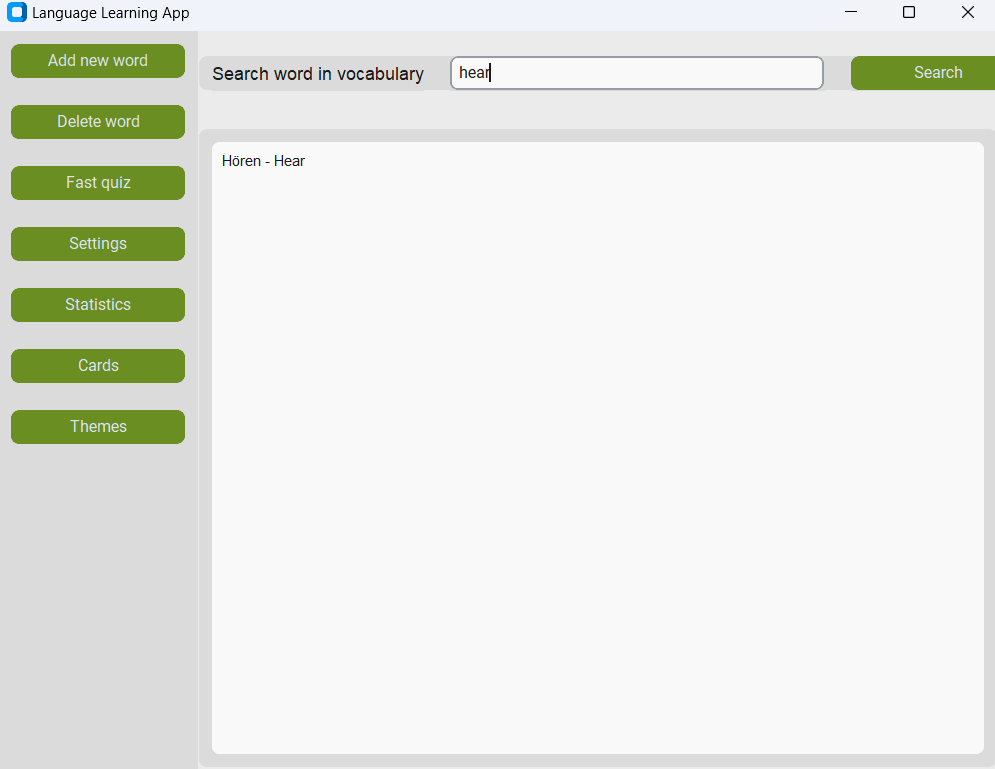 Language Learning App
Add new word
Search word in vocabulary
hear
Search
Delete word
Hören - Hear
Fast quiz
Settings
Statistics
Cards
Themes